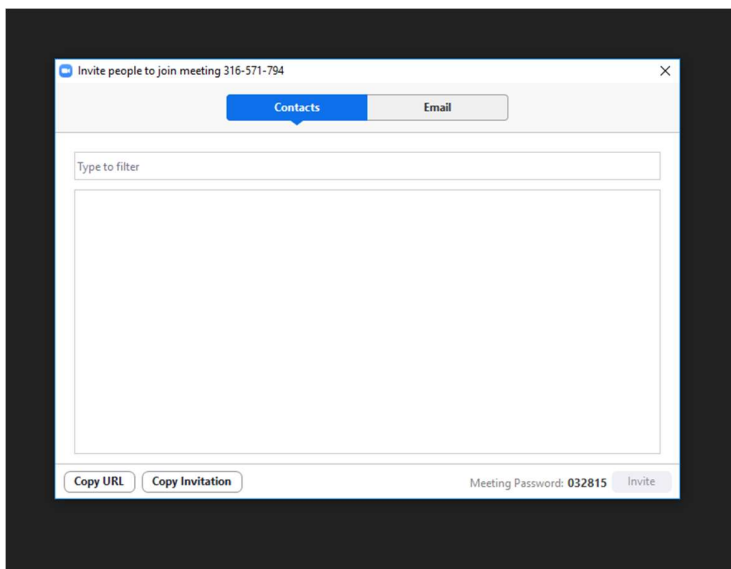 Invite people to join meeting 316-571-794
Contacts Email
Type to filter
Copy URL Copy Invitation Meeting Password: 032815 Invite